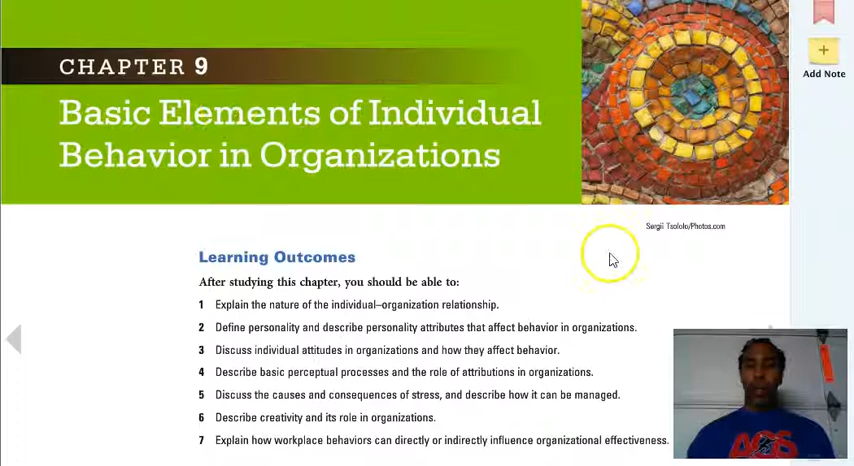 CHAPTER 9
Basic Elements of Individual
Behavior in Organizations
Add Note
Sergii Tsololo/Photos.com
Learning Outcomes
After studying this chapter, you should be able to:
1 Explain the nature of the individual–organization relationship.
2 Define personality and describe personality attributes that affect behavior in organizations.
3 Discuss individual attitudes in organizations and how they affect behavior.
4 Describe basic perceptual processes and the role of attributions in organizations.
5 Discuss the causes and consequences of stress, and describe how it can be managed.
6 Describe creativity and its role in organizations.
7 Explain how workplace behaviors can directly or indirectly influence organizational effectiveness.